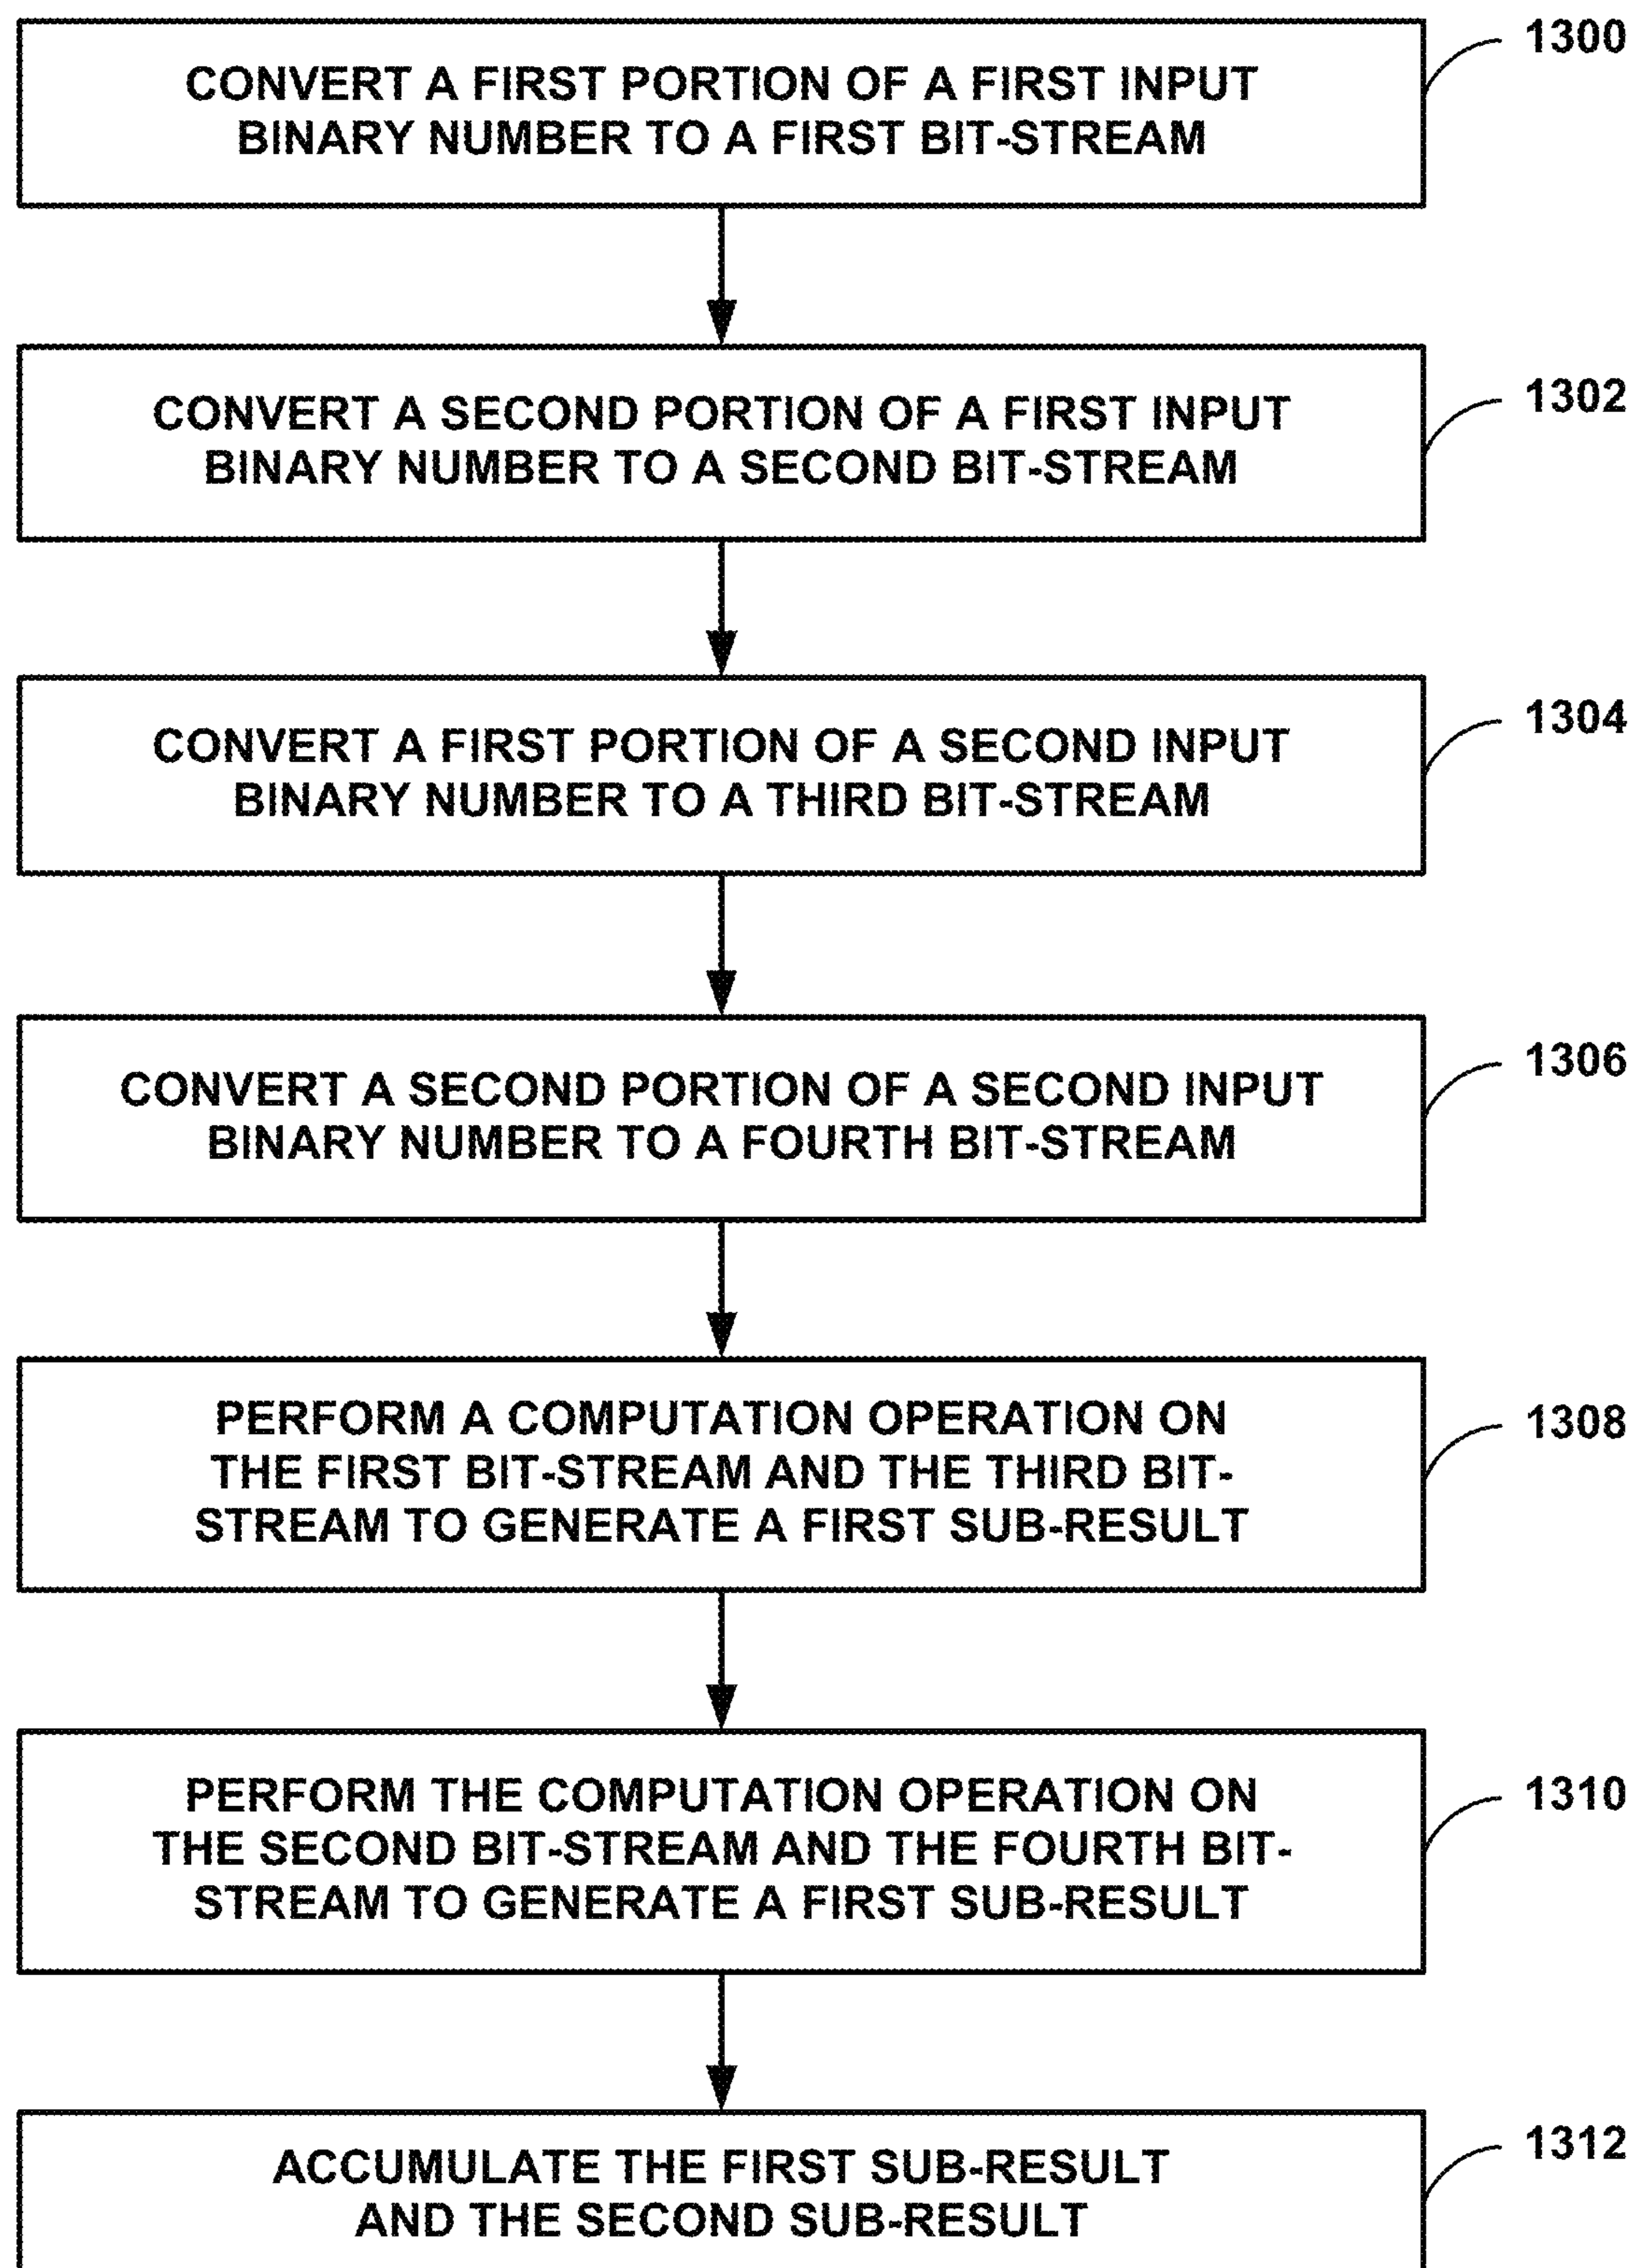 1300
CONVERT A FIRST PORTION OF A FIRST INPUT
BINARY NUMBER TO A FIRST BIT-STREAM
1302
CONVERT A SECOND PORTION OF A FIRST INPUT
BINARY NUMBER TO A SECOND BIT-STREAM
1304
CONVERT A FIRST PORTION OF A SECOND INPUT
BINARY NUMBER TO A THIRD BIT-STREAM
1306
CONVERT A SECOND PORTION OF A SECOND INPUT
BINARY NUMBER TO A FOURTH BIT-STREAM
1308
PERFORM A COMPUTATION OPERATION ON
THE FIRST BIT-STREAM AND THE THIRD BIT-
STREAM TO GENERATE A FIRST SUB-RESULT
1310
PERFORM THE COMPUTATION OPERATION ON
THE SECOND BIT-STREAM AND THE FOURTH BIT-
STREAM TO GENERATE A FIRST SUB-RESULT
1312
ACCUMULATE THE FIRST SUB-RESULT
AND THE SECOND SUB-RESULT